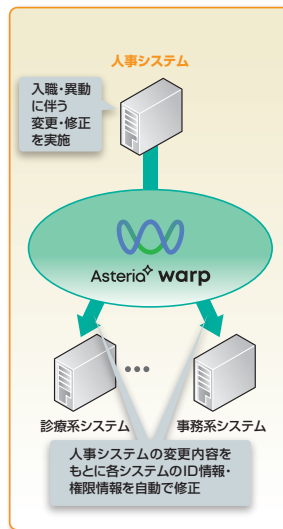 人事システム
入職・異動
に伴う
変更・修正
を実施
Asteria warp
診療系システム
事務系システム
人事システムの変更内容を
もとに各システムのID情報・
権限情報を自動で修正